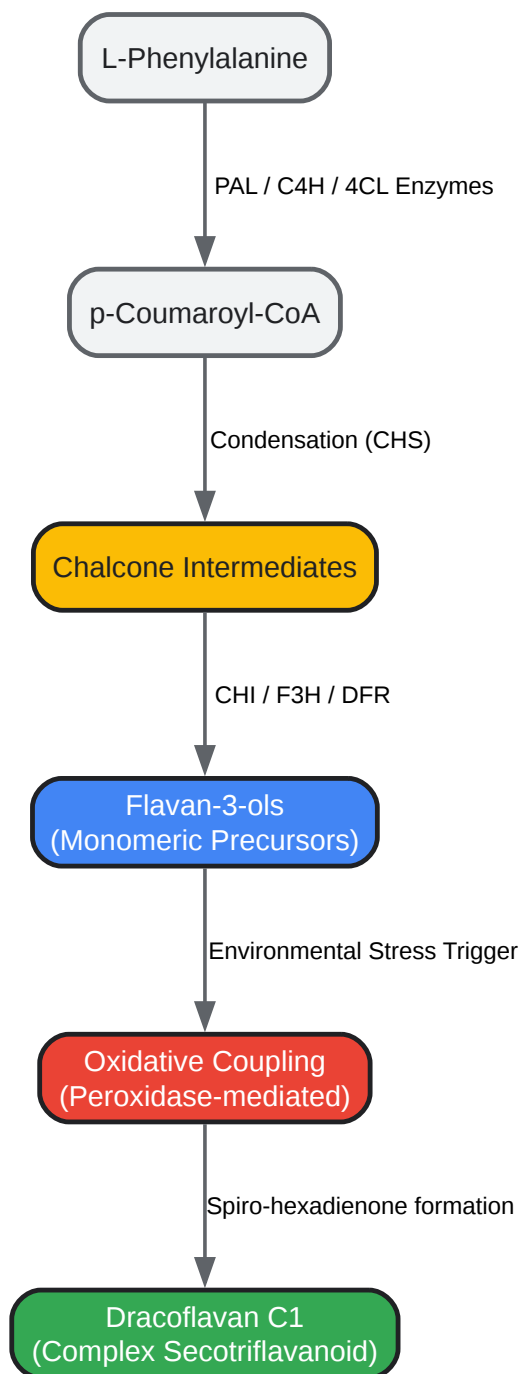 L-Phenylalanine
PAL / C4H / 4CL Enzymes
p-Coumaroyl-CoA
Condensation (CHS)
Chalcone Intermediates
CHI / F3H / DFR
Flavan-3-ols
(Monomeric Precursors)
Environmental Stress Trigger
Oxidative Coupling
(Peroxidase-mediated)
Spiro-hexadienone formation
Dracoflavan C1
(Complex Secotriflavanoid)